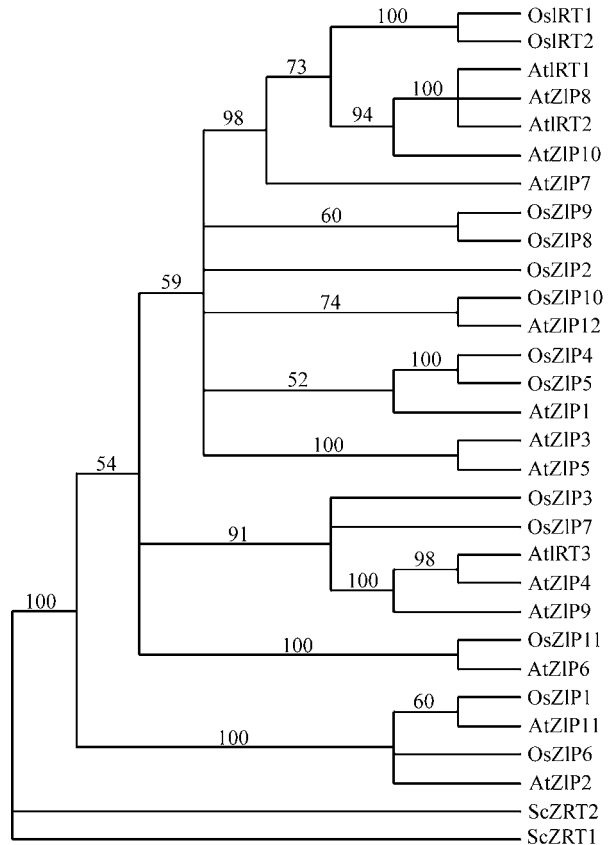 100 OsIRT1
OsIRT2
73 AtIRT1
100 AtZIP8
98 94 AtIRT2
AtZIP10
AtZIP7
60 OsZIP9
OsZIP8
OsZIP2
59 OsZIP10
74 AtZIP12
OsZIP4
100 OsZIP5
52 AtZIP1
AtZIP3
100 AtZIP5
54 OsZIP3
OsZIP7
91 AtIRT3
98 AtZIP4
100 AtZIP9
100 OsZIP11
100 AtZIP6
OsZIP1
60 AtZIP11
100 OsZIP6
AtZIP2
ScZRT2
ScZRT1